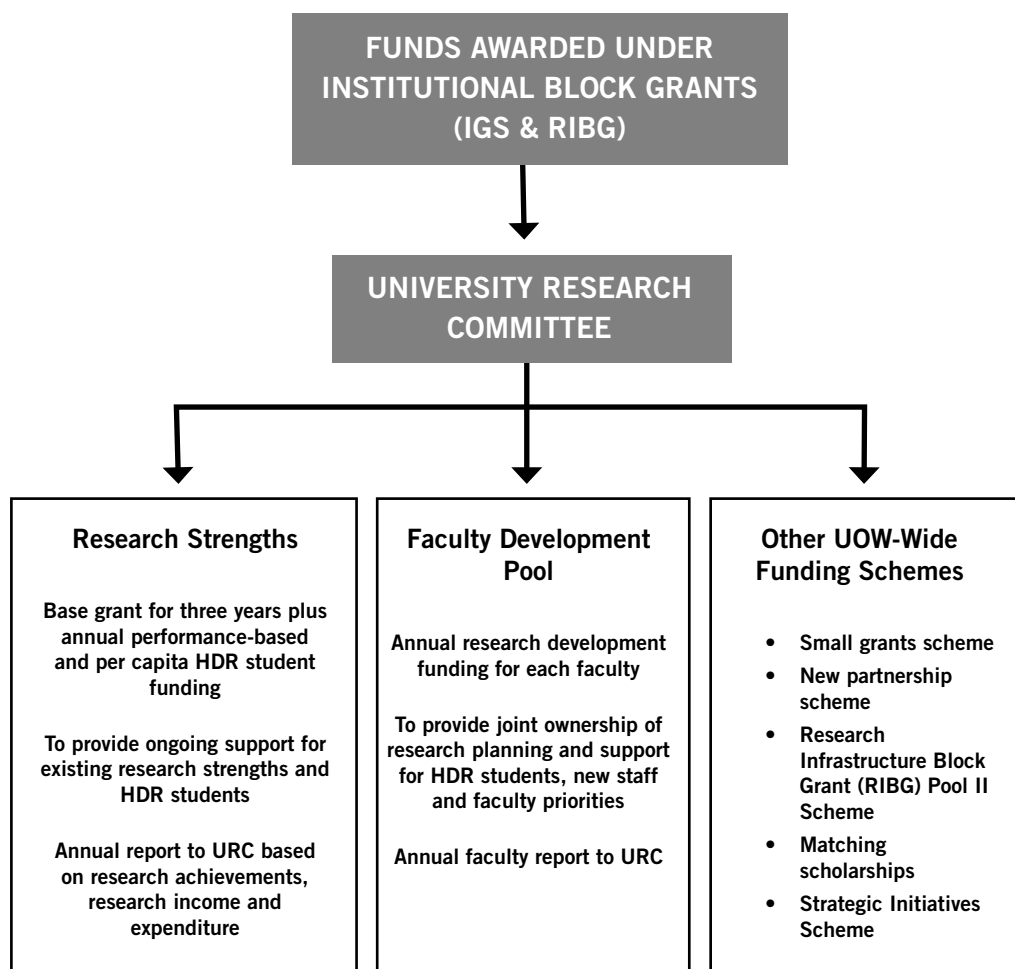 FUNDS AWARDED UNDER
INSTITUTIONAL BLOCK GRANTS
(IGS & RIBG)
UNIVERSITY RESEARCH
COMMITTEE
Research Strengths
Base grant for three years plus
annual performance-based
and per capita HDR student
funding
To provide ongoing support for
existing research strengths and
HDR students
Annual report to URC based
on research achievements,
research income and
expenditure
Faculty Development
Pool
Annual research development
funding for each faculty
To provide joint ownership of
research planning and support
for HDR students, new staff
and faculty priorities
Annual faculty report to URC
Other UOW-Wide
Funding Schemes
• Small grants scheme
• New partnership
scheme
• Research
Infrastructure Block
Grant (RIBG) Pool II
Scheme
• Matching
scholarships
• Strategic Initiatives
Scheme